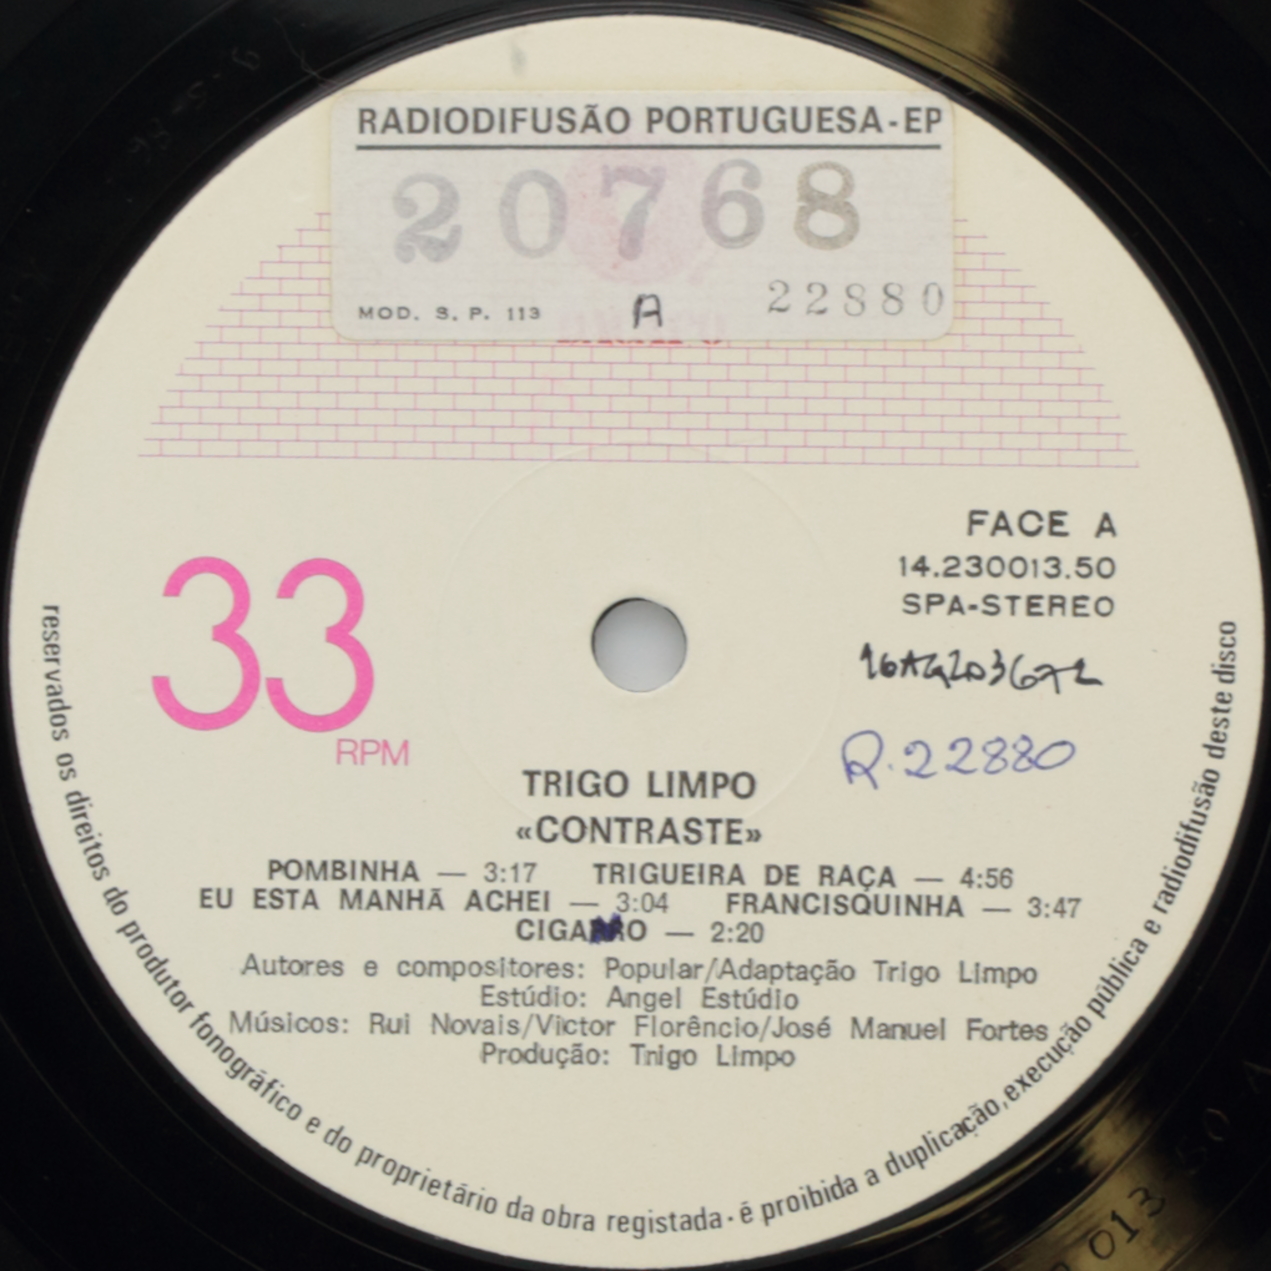 RADIODIFUSÃO PORTUGUESA-EP
20768
MOD. S. P. 113 A 22880
33
RPM
FACE A
14.230013.50
SPA-STEREO
R.22880
TRIGO LIMPO
«CONTRASTE»
POMBINHA — 3:17 TRIGUEIRA DE RAÇA — 4:56
EU ESTA MANHÃ ACHEI — 3:04 FRANCISQUINHA — 3:47
— 2:20
Autores e compositores: Popular/Adaptação Trigo Limpo
Estúdio: Angel Estúdio
Músicos: Rui Novais/Victor Florêncio/José Manuel Fortes
Produção: Trigo Limpo
reservados os direitos do produtor fonográfico e do proprietário da obra registada · é proibida a duplicação, execução pública e radiodifusão deste disco
013 50 A